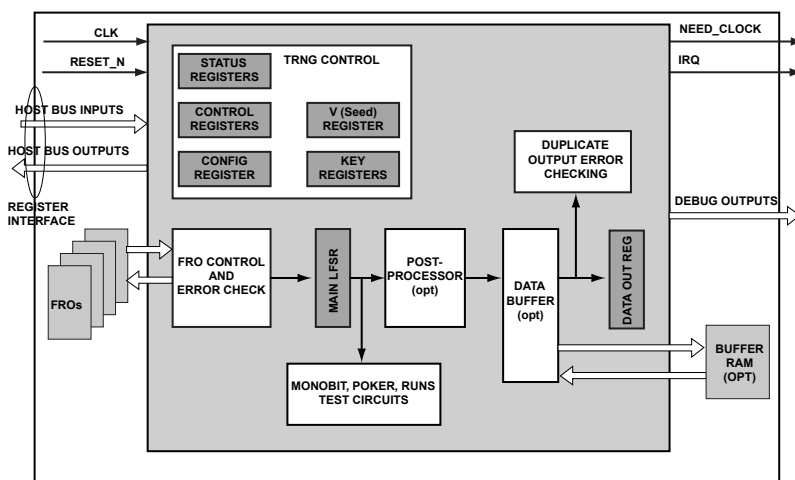 CLK
RESET_N
HOST BUS INPUTS
HOST BUS OUTPUTS
REGISTER
INTERFACE
TRNG CONTROL
STATUS
REGISTERS
CONTROL
REGISTERS
V (Seed)
REGISTER
CONFIG
REGISTER
KEY
REGISTERS
NEED_CLOCK
IRQ
DUPLICATE
OUTPUT ERROR
CHECKING
DEBUG OUTPUTS
FROs
FRO CONTROL
AND
ERROR CHECK
MAIN LFSR
POST-
PROCESSOR
(opt)
DATA
BUFFER
(opt)
DATA OUT REG
BUFFER
RAM
(OPT)
MONOBIT, POKER, RUNS
TEST CIRCUITS